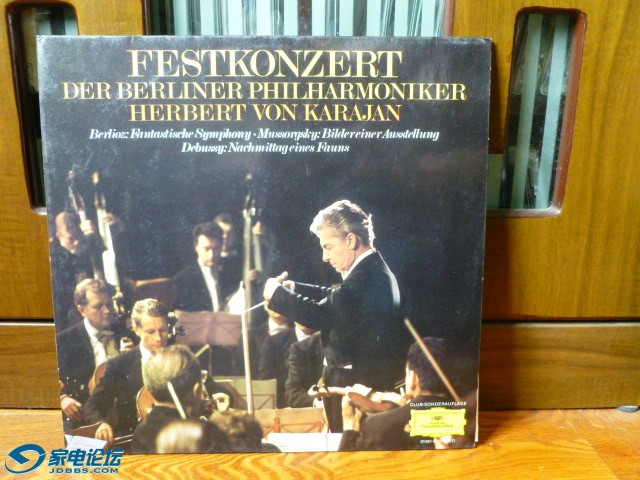 FESTKONZERT
DER BERLINER PHILHARMONIKER
HERBERT VON KARAJAN
Berlioz: Fantastische Symphony · Mussorgsky: Bilder einer Ausstellung
Debussy: Nachmittag eines Fauns
CLUB-SONDERAUFLAGE
家电论坛
JDBBS.COM